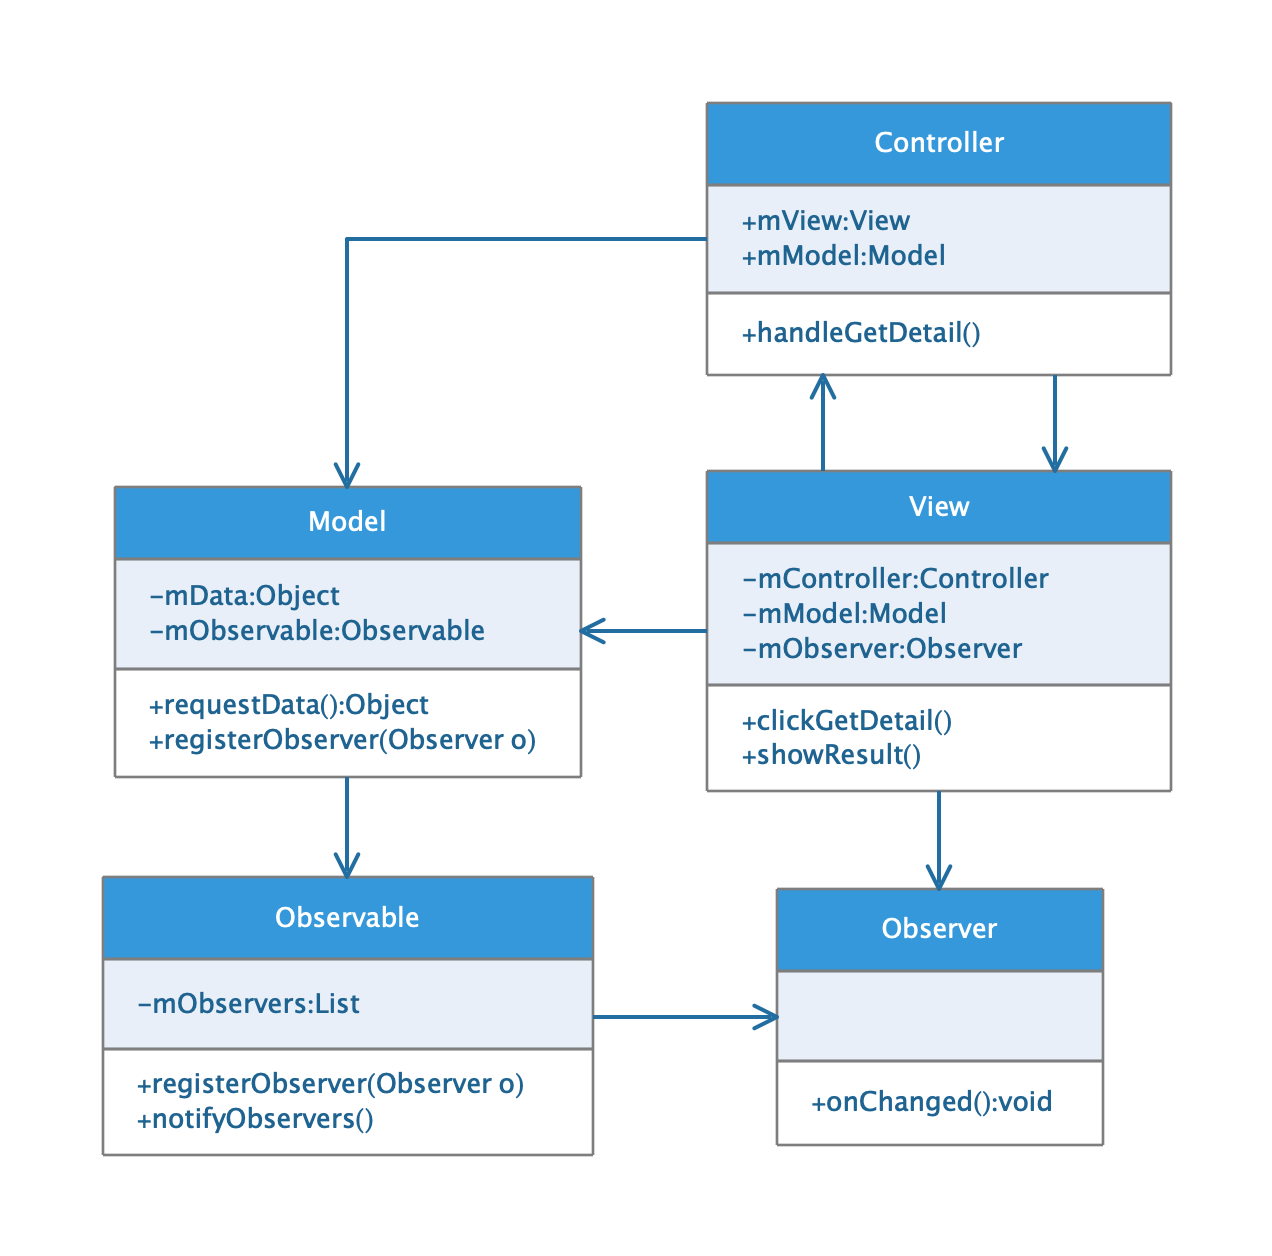 Controller
+mView:View
+mModel:Model
+handleGetDetail()
Model
-mData:Object
-mObservable:Observable
+requestData():Object
+registerObserver(Observer o)
View
-mController:Controller
-mModel:Model
-mObserver:Observer
+clickGetDetail()
+showResult()
Observable
-mObservers:List
+registerObserver(Observer o)
+notifyObservers()
Observer
+onChanged():void